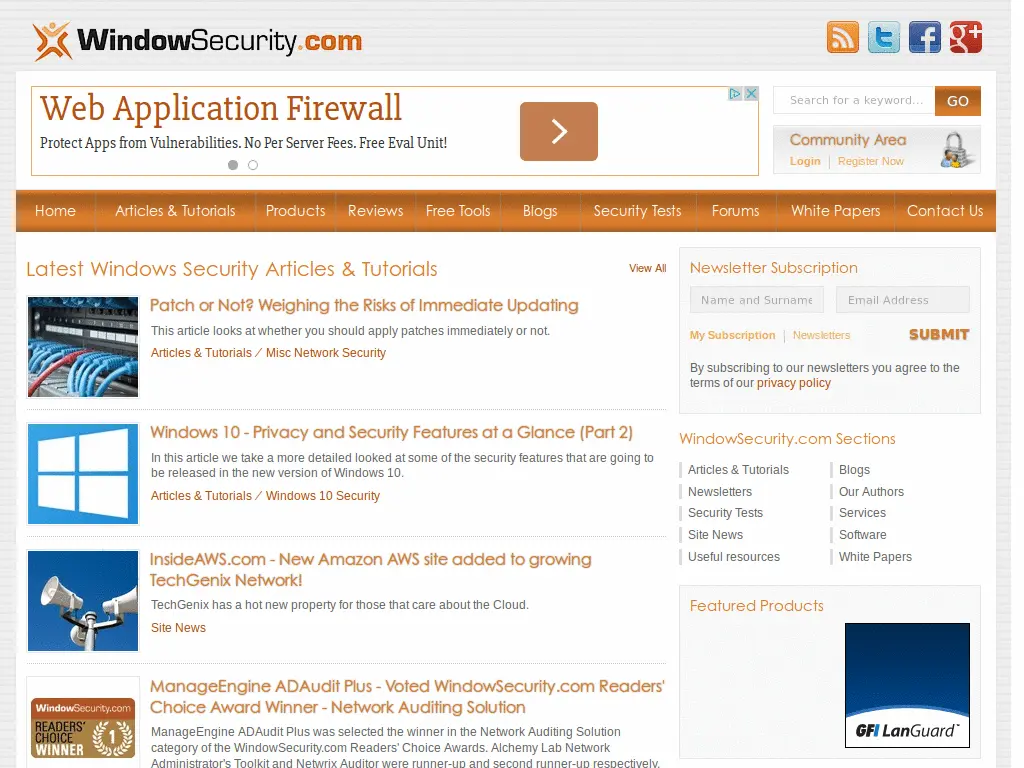 WindowSecurity.com
Web Application Firewall
Protect Apps from Vulnerabilities. No Per Server Fees. Free Eval Unit!
Search for a keyword...
GO
Community Area
Login | Register Now
Home
Articles & Tutorials
Products
Reviews
Free Tools
Blogs
Security Tests
Forums
White Papers
Contact Us
Latest Windows Security Articles & Tutorials
View All
Patch or Not? Weighing the Risks of Immediate Updating
This article looks at whether you should apply patches immediately or not.
Articles & Tutorials / Misc Network Security
Windows 10 - Privacy and Security Features at a Glance (Part 2)
In this article we take a more detailed looked at some of the security features that are going to
be released in the new version of Windows 10.
Articles & Tutorials / Windows 10 Security
InsideAWS.com - New Amazon AWS site added to growing
TechGenix Network!
TechGenix has a hot new property for those that care about the Cloud.
Site News
WindowSecurity.com
READERS'
CHOICE
WINNER
1
ManageEngine ADAudit Plus - Voted WindowSecurity.com Readers'
Choice Award Winner - Network Auditing Solution
ManageEngine ADAudit Plus was selected the winner in the Network Auditing Solution
category of the WindowSecurity.com Readers' Choice Awards. Alchemy Lab Network
Administrator's Toolkit and Netwrix Auditor were runner-up and second runner-up respectively.
Newsletter Subscription
Name and Surname
Email Address
My Subscription | Newsletters
SUBMIT
By subscribing to our newsletters you agree to the
terms of our privacy policy
WindowSecurity.com Sections
Articles & Tutorials
Blogs
Newsletters
Our Authors
Security Tests
Services
Site News
Software
Useful resources
White Papers
Featured Products
GFI LanGuard™